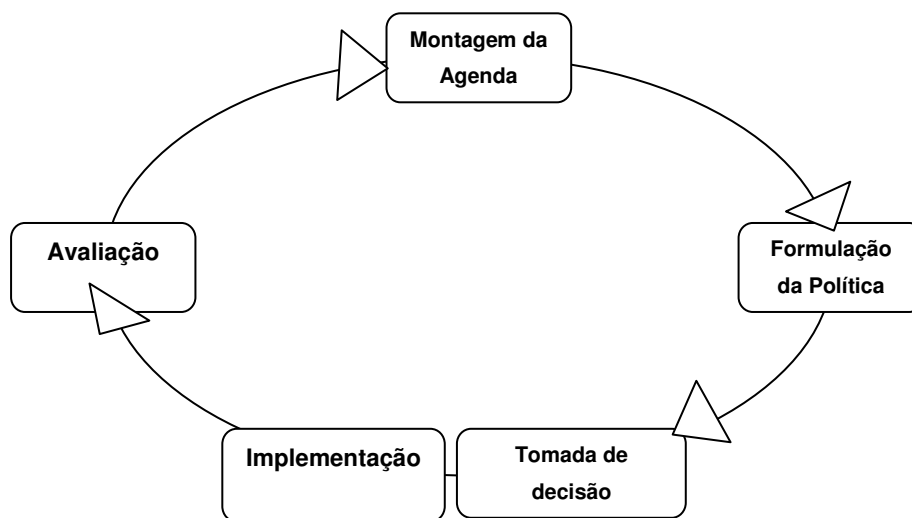 Montagem da
Agenda
Avaliação
Formulação
da Política
Implementação
Tomada de
decisão